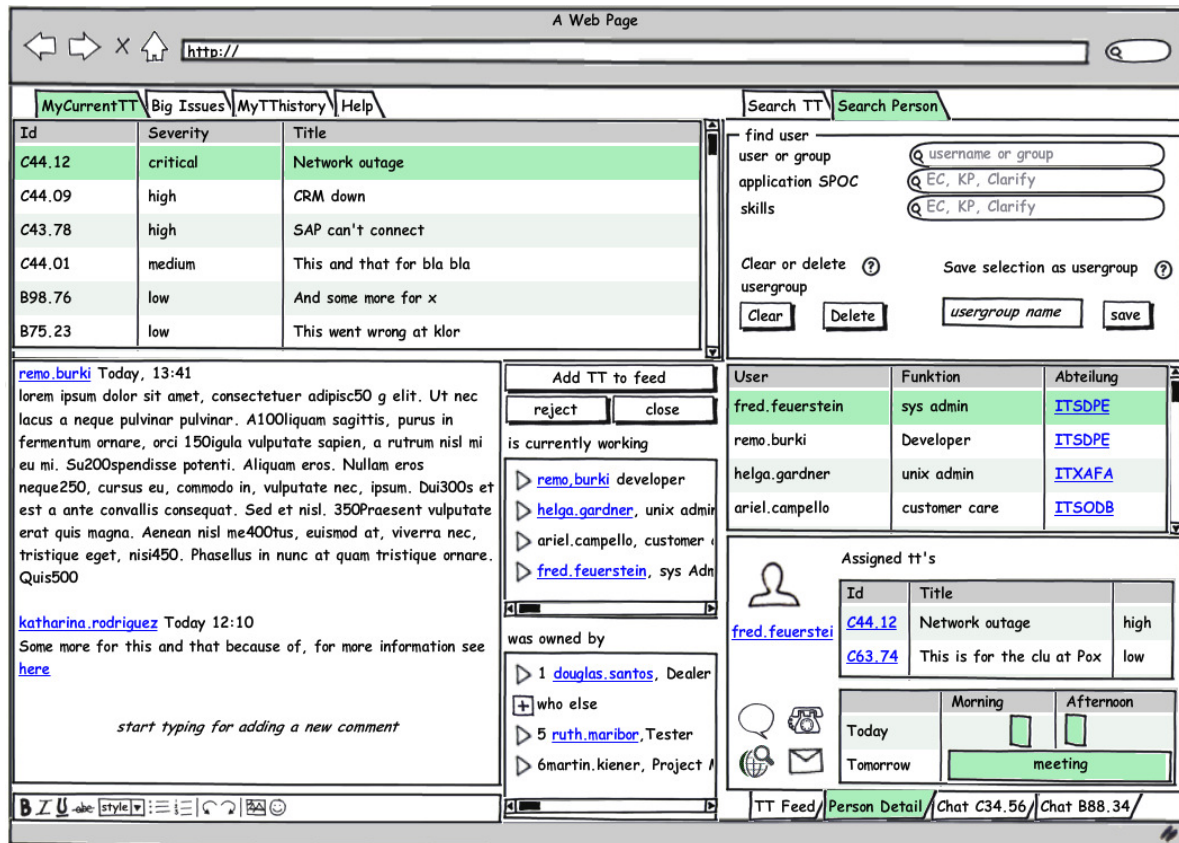 A Web Page
http://
MyCurrentTT Big Issues MyTThistory Help
Id Severity Title
C44.12 critical Network outage
C44.09 high CRM down
C43.78 high SAP can't connect
C44.01 medium This and that for bla bla
B98.76 low And some more for x
B75.23 low This went wrong at klor
Search TT Search Person
find user
user or group username or group
application SPOC EC, KP, Clarify
skills EC, KP, Clarify
Clear or delete
usergroup
Save selection as usergroup
Clear Delete usergroup name save
remo.burki Today, 13:41
lorem ipsum dolor sit amet, consectetuer adipisc50 g elit. Ut nec
lacus a neque pulvinar pulvinar. A100liquam sagittis, purus in
fermentum ornare, orci 150igula vulputate sapien, a rutrum nisl mi
eu mi. Su200spendisse potenti. Aliquam eros. Nullam eros
neque250, cursus eu, commodo in, vulputate nec, ipsum. Dui300s et
est a ante convallis consequat. Sed et nisl. 350Praesent vulputate
erat quis magna. Aenean nisl me400tus, euismod at, viverra nec,
tristique eget, nisi450. Phasellus in nunc at quam tristique ornare.
Quis500
katharina.rodriguez Today 12:10
Some more for this and that because of, for more information see
here
start typing for adding a new comment
B I U abc style
Add TT to feed
reject close
is currently working
remo,burki developer
helga.gardner, unix admin
ariel.campello, customer
fred.feuerstein, sys Adm
was owned by
1 douglas.santos, Dealer
who else
5 ruth.maribor,Tester
6martin.kiener, Project
User Funktion Abteilung
fred.feuerstein sys admin ITSDPE
remo.burki Developer ITSDPE
helga.gardner unix admin ITXAFA
ariel.campello customer care ITSODB
fred.feuerstei
Assigned tt's
Id Title
C44.12 Network outage high
C63.74 This is for the clu at Pox low
Morning Afternoon
Today
Tomorrow meeting
TT Feed Person Detail Chat C34.56 Chat B88.34